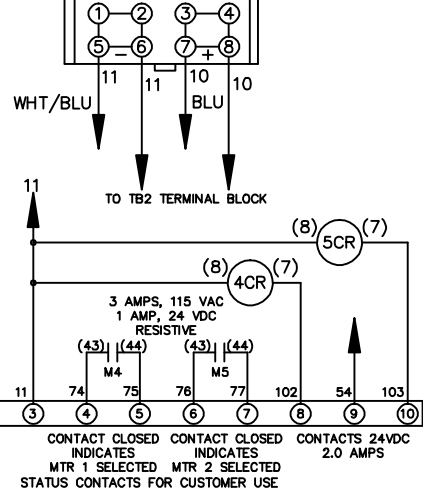 1 2 3 4
5 − 6 7 + 8
11 11 10 10
WHT/BLU BLU
TO TB2 TERMINAL BLOCK
11
(8) 5CR (7)
(8) 4CR (7)
3 AMPS, 115 VAC
1 AMP, 24 VDC
RESISTIVE
(43) (44) (43) (44)
M4 M5
11 74 75 76 77 102 54 103
3 4 5 6 7 8 9 10
CONTACT CLOSED CONTACT CLOSED CONTACTS 24VDC
INDICATES INDICATES 2.0 AMPS
MTR 1 SELECTED MTR 2 SELECTED
STATUS CONTACTS FOR CUSTOMER USE